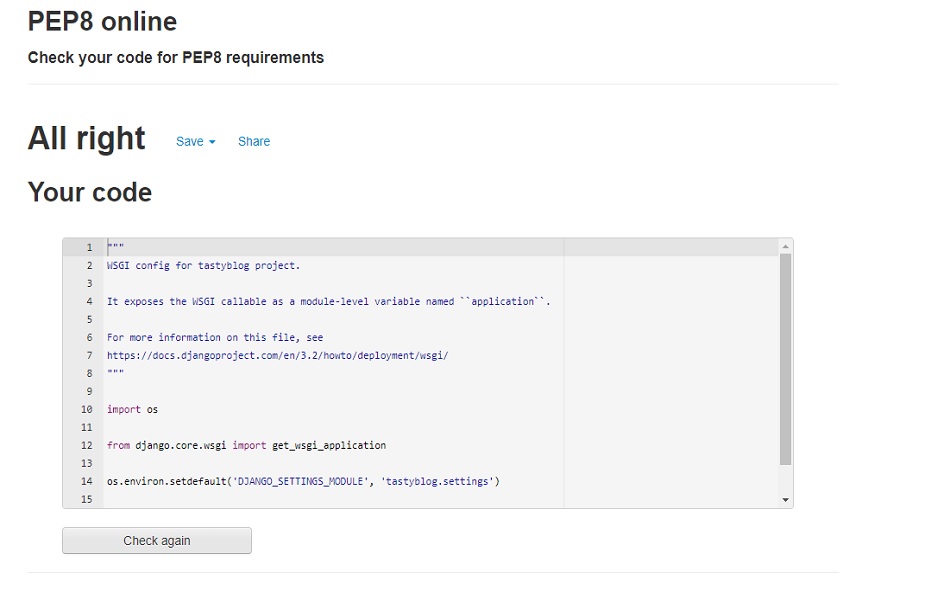 PEP8 online
Check your code for PEP8 requirements
All right Save Share
Your code
1 """
2 WSGI config for tastyblog project.
3
4 It exposes the WSGI callable as a module-level variable named ``application``.
5
6 For more information on this file, see
7 https://docs.djangoproject.com/en/3.2/howto/deployment/wsgi/
8 """
9
10 import os
11
12 from django.core.wsgi import get_wsgi_application
13
14 os.environ.setdefault('DJANGO_SETTINGS_MODULE', 'tastyblog.settings')
15
Check again